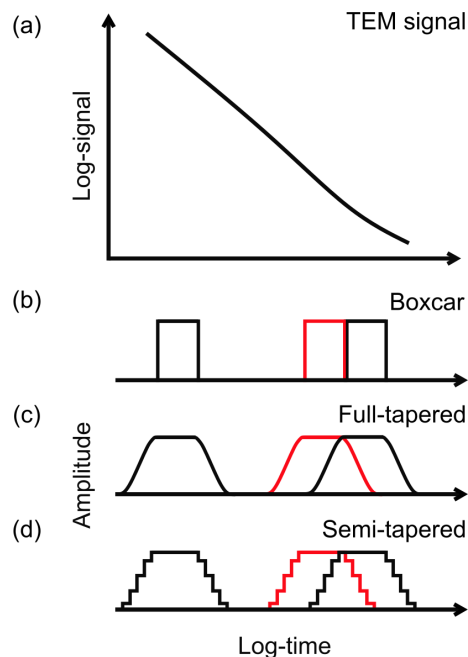 (a)
TEM signal
Log-signal
(b)
Boxcar
(c)
Full-tapered
Amplitude
(d)
Semi-tapered
Log-time